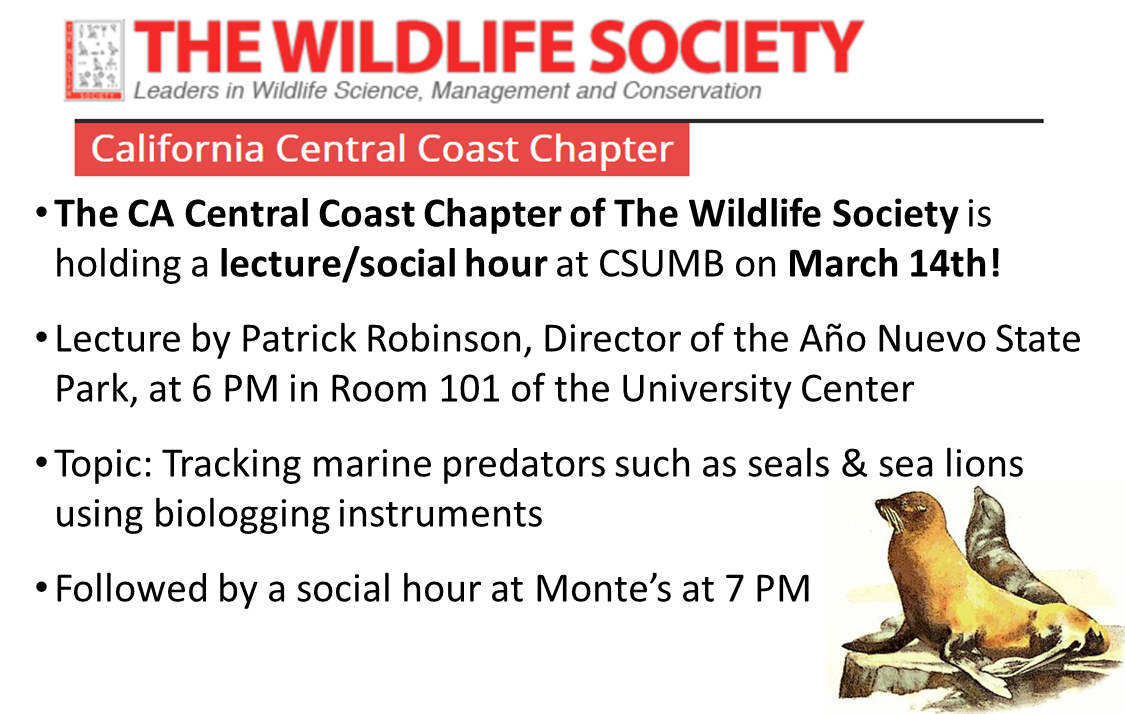 THE WILDLIFE SOCIETY
Leaders in Wildlife Science, Management and Conservation
California Central Coast Chapter
• The CA Central Coast Chapter of The Wildlife Society is
holding a lecture/social hour at CSUMB on March 14th!
• Lecture by Patrick Robinson, Director of the Año Nuevo State
Park, at 6 PM in Room 101 of the University Center
• Topic: Tracking marine predators such as seals & sea lions
using biologging instruments
• Followed by a social hour at Monte’s at 7 PM